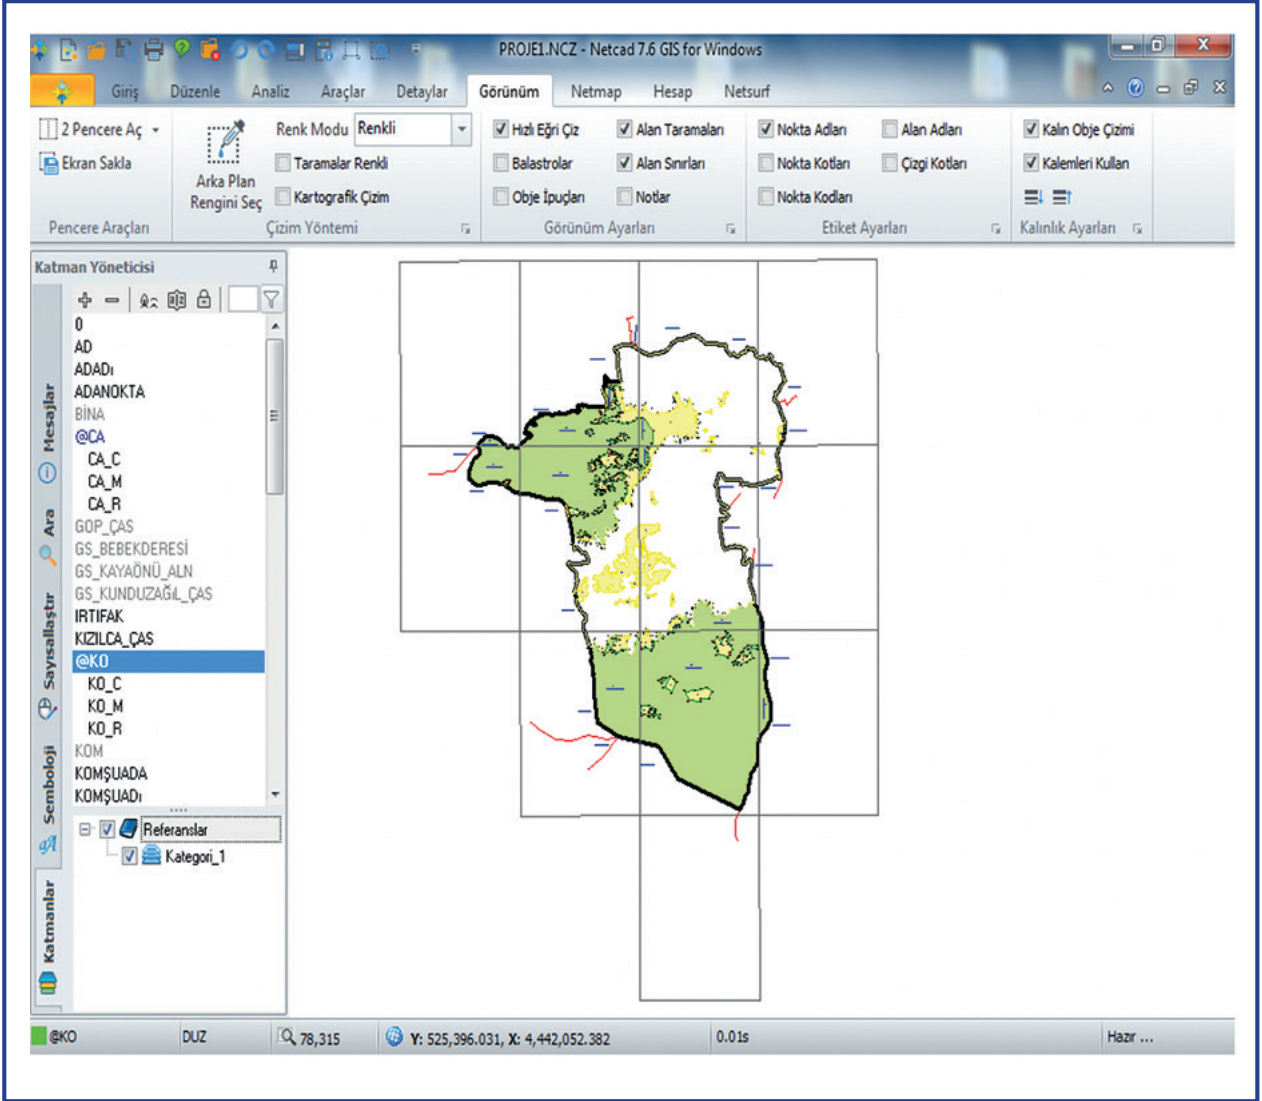 PROJE1.NCZ - Netcad 7.6 GIS for Windows
Giriş Düzenle Analiz Araçlar Detaylar Görünüm Netmap Hesap Netsurf
2 Pencere Aç
Ekran Sakla
Pencere Araçları
Arka Plan
Rengini Seç
Renk Modu Renkli
Taramalar Renkli
Kartografik Çizim
Çizim Yöntemi
Hızlı Eğri Çiz
Balastrolar
Obje İpuçları
Alan Taramaları
Alan Sınırları
Notlar
Görünüm Ayarları
Nokta Adları
Nokta Kotları
Nokta Kodları
Alan Adları
Çizgi Kotları
Etiket Ayarları
Kalın Obje Çizimi
Kalemleri Kullan
Kalınlık Ayarları
Katman Yöneticisi
Mesajlar
Ara
Sayısallaştır
Semboloji
Katmanlar
0
AD
ADADı
ADANOKTA
BİNA
@CA
CA_C
CA_M
CA_R
GOP_ÇAS
GS_BEBEKDERESİ
GS_KAYAÖNÜ_ALN
GS_KUNDUZAĞıL_ÇAS
IRTIFAK
KIZILCA_ÇAS
@KO
KO_C
KO_M
KO_R
KOM
KOMŞUADA
KOMŞUADı
Referanslar
Kategori_1
@KO DUZ 78,315 Y: 525,396.031, X: 4,442,052.382 0.01s Hazır ...